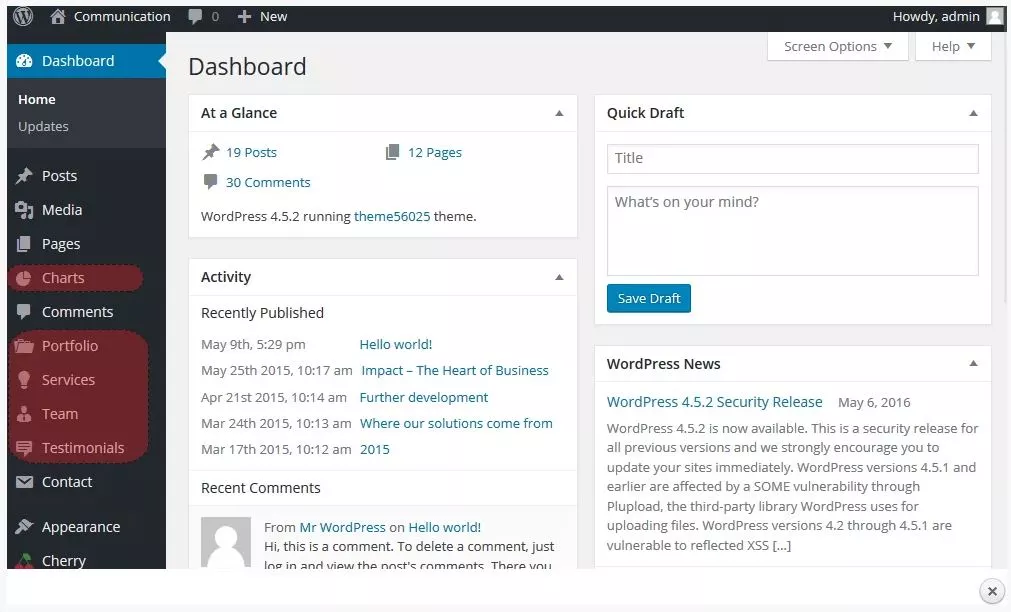 Communication 0 New Howdy, admin
Dashboard
Home
Updates
Posts
Media
Pages
Charts
Comments
Portfolio
Services
Team
Testimonials
Contact
Appearance
Cherry
Screen Options Help
Dashboard
At a Glance
19 Posts 12 Pages
30 Comments
WordPress 4.5.2 running theme56025 theme.
Activity
Recently Published
May 9th, 5:29 pm Hello world!
May 25th 2015, 10:17 am Impact – The Heart of Business
Apr 21st 2015, 10:14 am Further development
Mar 24th 2015, 10:13 am Where our solutions come from
Mar 17th 2015, 10:12 am 2015
Recent Comments
From Mr WordPress on Hello world!
Hi, this is a comment. To delete a comment, just
log in and view the post's comments. There you
Quick Draft
Title
What's on your mind?
Save Draft
WordPress News
WordPress 4.5.2 Security Release May 6, 2016
WordPress 4.5.2 is now available. This is a security release for
all previous versions and we strongly encourage you to
update your sites immediately. WordPress versions 4.5.1 and
earlier are affected by a SOME vulnerability through
Plupload, the third-party library WordPress uses for
uploading files. WordPress versions 4.2 through 4.5.1 are
vulnerable to reflected XSS [...]